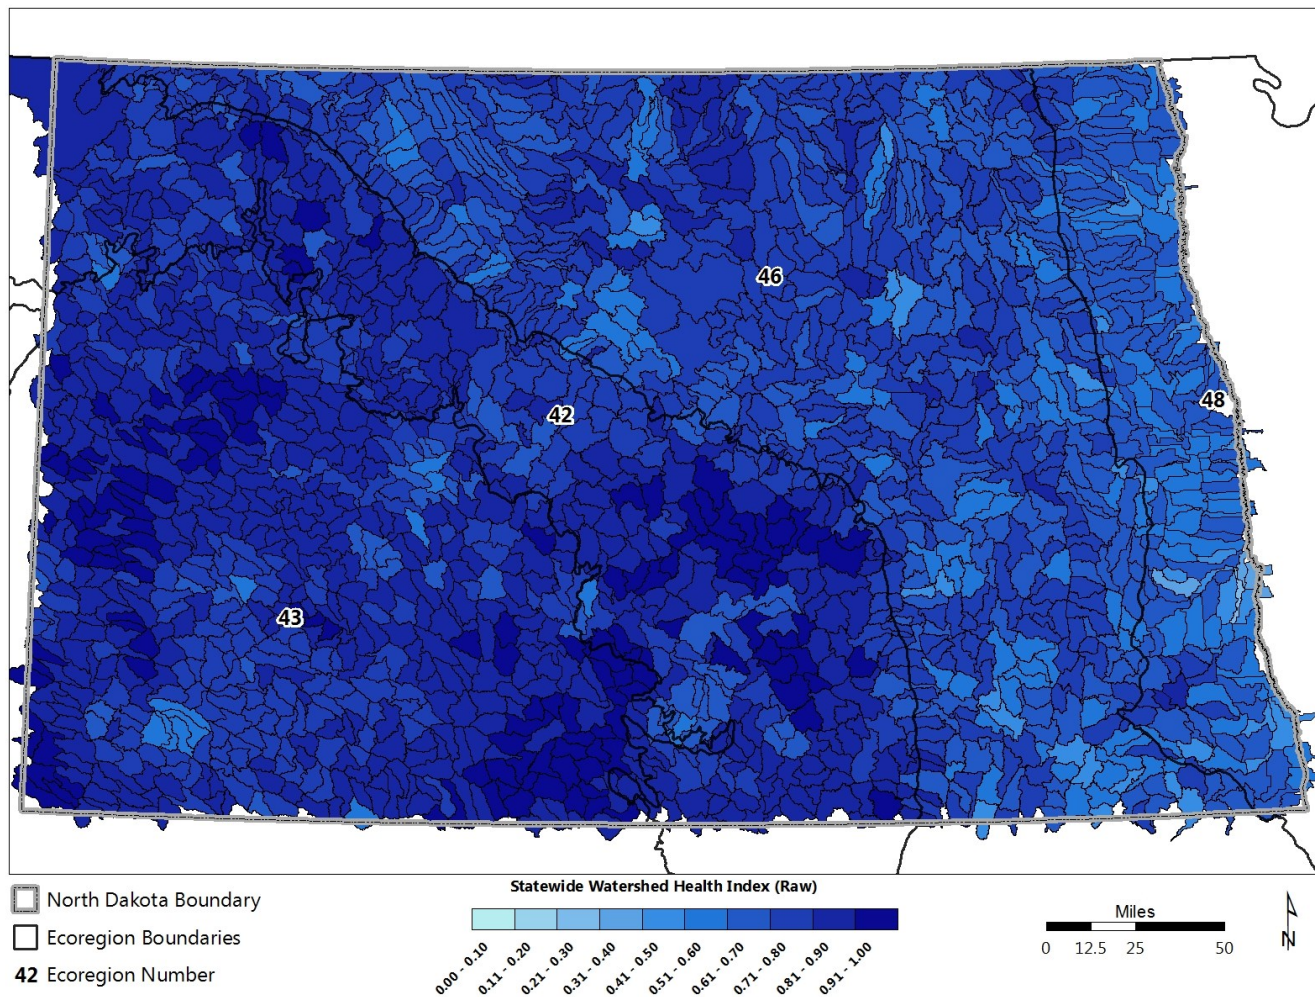 46
48
42
43
North Dakota Boundary
Ecoregion Boundaries
42 Ecoregion Number
Statewide Watershed Health Index (Raw)
0.00 - 0.10
0.11 - 0.20
0.21 - 0.30
0.31 - 0.40
0.41 - 0.50
0.51 - 0.60
0.61 - 0.70
0.71 - 0.80
0.81 - 0.90
0.91 - 1.00
Miles
0 12.5 25 50
N